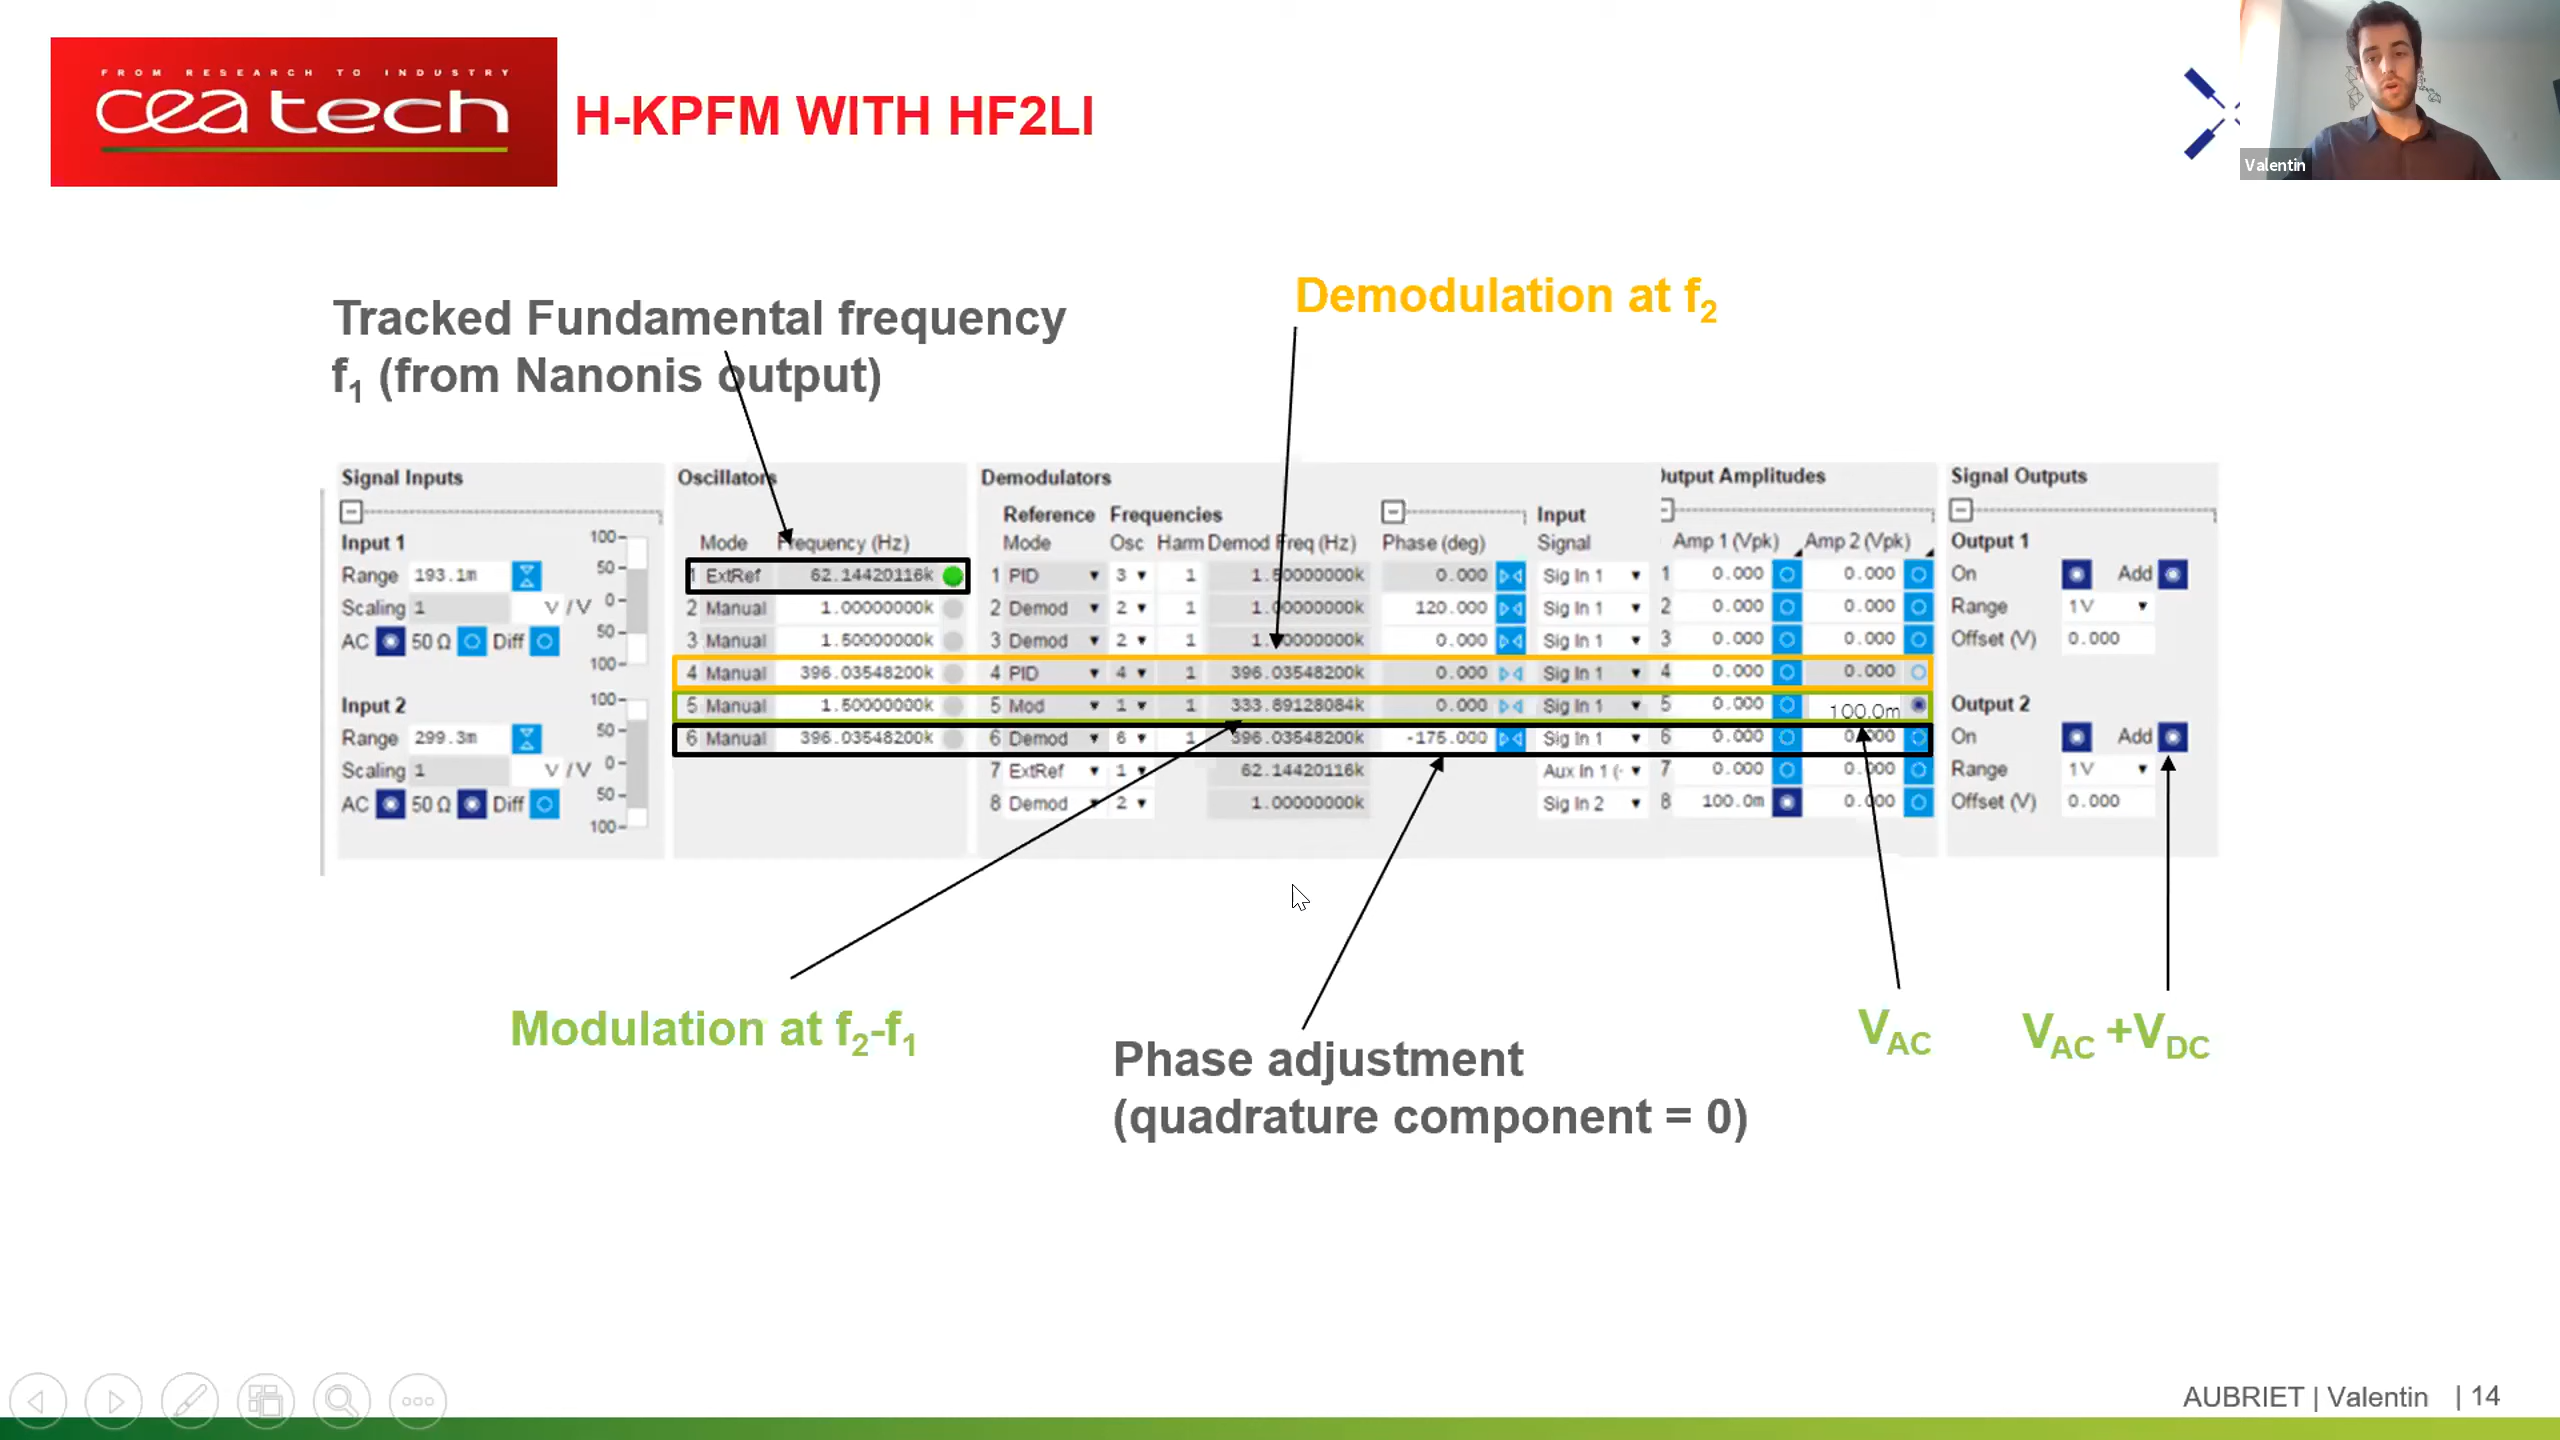 FROM RESEARCH TO INDUSTRY
cea tech
H-KPFM WITH HF2LI
Valentin
Tracked Fundamental frequency
f1 (from Nanonis output)
Demodulation at f2
Signal Inputs
Input 1
Range 193.1m
Scaling 1 V / V
AC 50 Ω Diff
100
50
0
50
100
Input 2
Range 299.3m
Scaling 1 V / V
AC 50 Ω Diff
100
50
0
50
100
Oscillators
Mode Frequency (Hz)
1 ExtRef 62.14420116k
2 Manual 1.00000000k
3 Manual 1.50000000k
4 Manual 396.03548200k
5 Manual 1.50000000k
6 Manual 396.03548200k
Demodulators
Reference Frequencies Input
Mode Osc Harm Demod Freq (Hz) Phase (deg) Signal
1 PID 3 1 1.50000000k 0.000 Sig In 1
2 Demod 2 1 1.00000000k 120.000 Sig In 1
3 Demod 2 1 1.00000000k 0.000 Sig In 1
4 PID 4 1 396.03548200k 0.000 Sig In 1
5 Mod 1 1 333.89128084k 0.000 Sig In 1
6 Demod 6 1 396.03548200k -175.000 Sig In 1
7 ExtRef 1 62.14420116k Aux In 1 (-
8 Demod 2 1.00000000k Sig In 2
Output Amplitudes
Amp 1 (Vpk) Amp 2 (Vpk)
1 0.000 0.000
2 0.000 0.000
3 0.000 0.000
4 0.000 0.000
5 0.000 100.0m
6 0.000 0.000
7 0.000 0.000
8 100.0m 0.000
Signal Outputs
Output 1
On Add
Range 1V
Offset (V) 0.000
Output 2
On Add
Range 1V
Offset (V) 0.000
Modulation at f2-f1
Phase adjustment
(quadrature component = 0)
VAC
VAC +VDC
AUBRIET | Valentin | 14